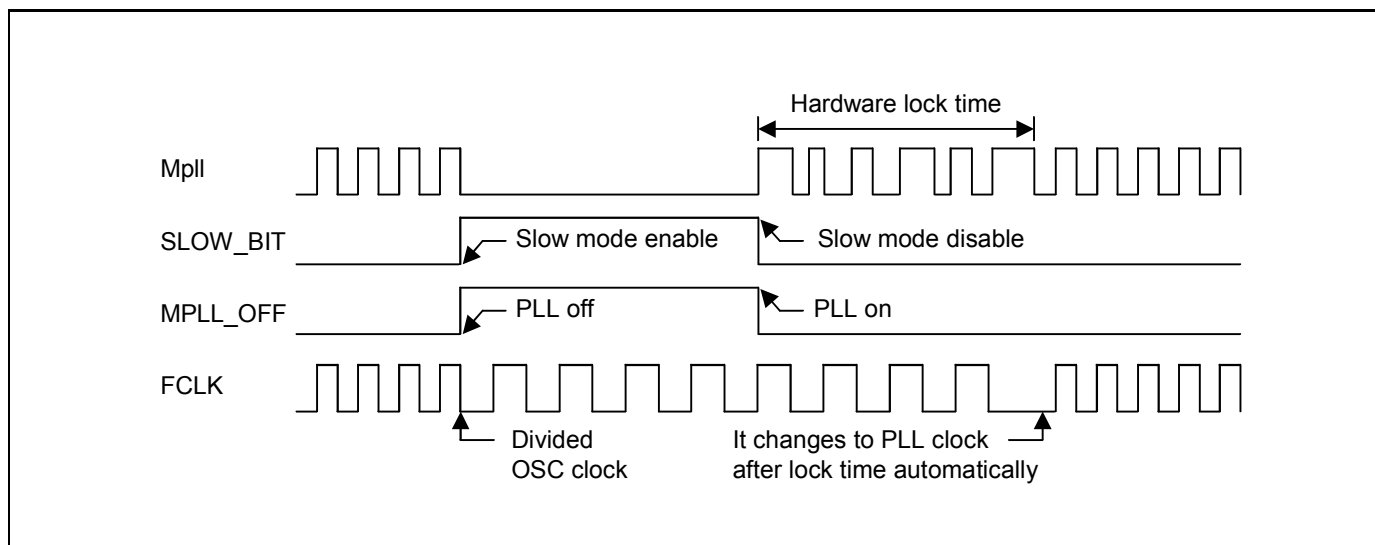 Hardware lock time
Mpll
SLOW_BIT
Slow mode enable
Slow mode disable
MPLL_OFF
PLL off
PLL on
FCLK
Divided
OSC clock
It changes to PLL clock
after lock time automatically